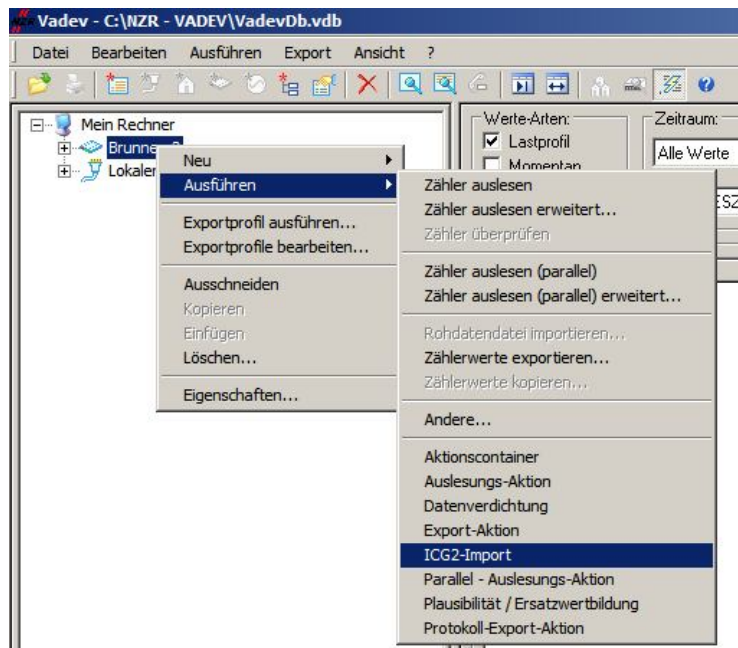 Vadev - C:\NZR - VADEV\VadevDb.vdb
Datei Bearbeiten Ausführen Export Ansicht ?
Mein Rechner
Lokaler
Werte-Arten:
Lastprofil
Momentan
Zeitraum:
Alle Werte
Neu
Ausführen
Exportprofil ausführen...
Exportprofile bearbeiten...
Ausschneiden
Kopieren
Einfügen
Löschen...
Eigenschaften...
Zähler auslesen
Zähler auslesen erweitert...
Zähler überprüfen
Zähler auslesen (parallel)
Zähler auslesen (parallel) erweitert...
Rohdatendatei importieren...
Zählerwerte exportieren...
Zählerwerte kopieren...
Andere...
Aktionscontainer
Auslesungs-Aktion
Datenverdichtung
Export-Aktion
ICG2-Import
Parallel - Auslesungs-Aktion
Plausibilität / Ersatzwertbildung
Protokoll-Export-Aktion